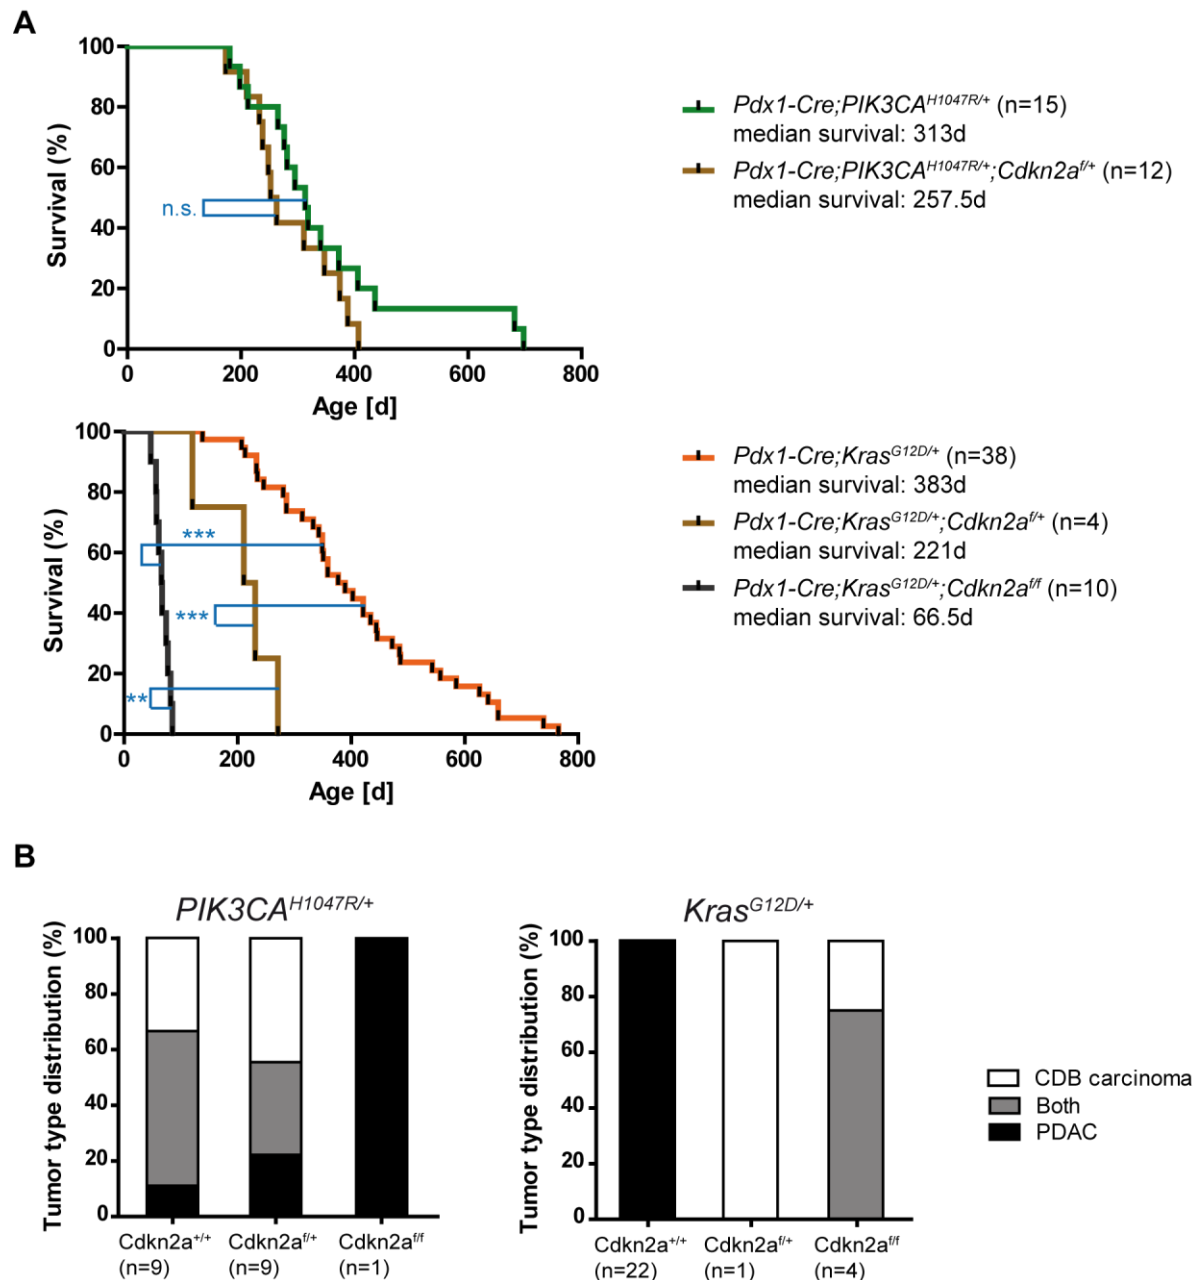 A
Survival (%)
100
80
60
40
20
0
n.s.
0 200 400 600 800
Age [d]
Pdx1-Cre;PIK3CA^H1047R/+ (n=15)
median survival: 313d
Pdx1-Cre;PIK3CA^H1047R/+;Cdkn2a^f/+ (n=12)
median survival: 257.5d
Survival (%)
100
80
60
40
20
0
***
***
**
0 200 400 600 800
Age [d]
Pdx1-Cre;Kras^G12D/+ (n=38)
median survival: 383d
Pdx1-Cre;Kras^G12D/+;Cdkn2a^f/+ (n=4)
median survival: 221d
Pdx1-Cre;Kras^G12D/+;Cdkn2a^f/f (n=10)
median survival: 66.5d
B
PIK3CA^H1047R/+
Tumor type distribution (%)
100
80
60
40
20
0
Cdkn2a^+/+ Cdkn2a^f/+ Cdkn2a^f/f
(n=9) (n=9) (n=1)
Kras^G12D/+
Tumor type distribution (%)
100
80
60
40
20
0
Cdkn2a^+/+ Cdkn2a^f/+ Cdkn2a^f/f
(n=22) (n=1) (n=4)
CDB carcinoma
Both
PDAC